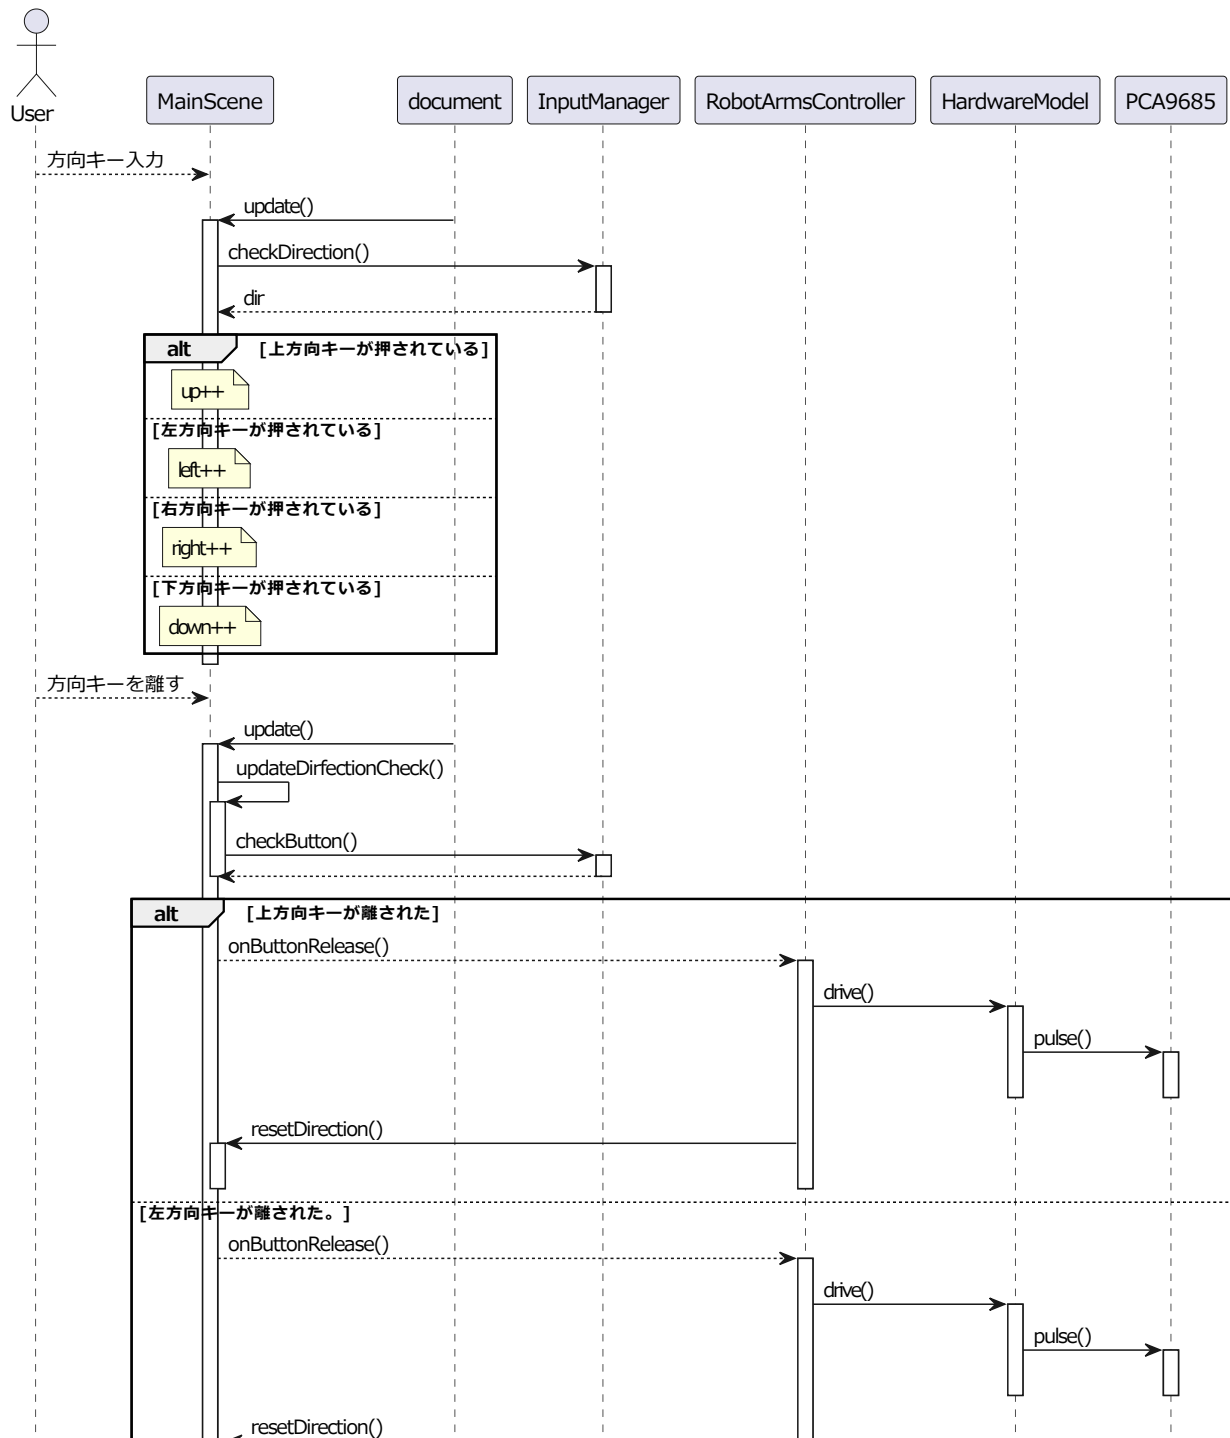 User
MainScene
document
InputManager
RobotArmsController
HardwareModel
PCA9685
方向キー入力
update()
checkDirection()
dir
alt
[上方向キーが押されている]
up++
[左方向キーが押されている]
left++
[右方向キーが押されている]
right++
[下方向キーが押されている]
down++
方向キーを離す
update()
updateDirfectionCheck()
checkButton()
alt
[上方向キーが離された]
onButtonRelease()
drive()
pulse()
resetDirection()
[左方向キーが離された。]
onButtonRelease()
drive()
pulse()
resetDirection()